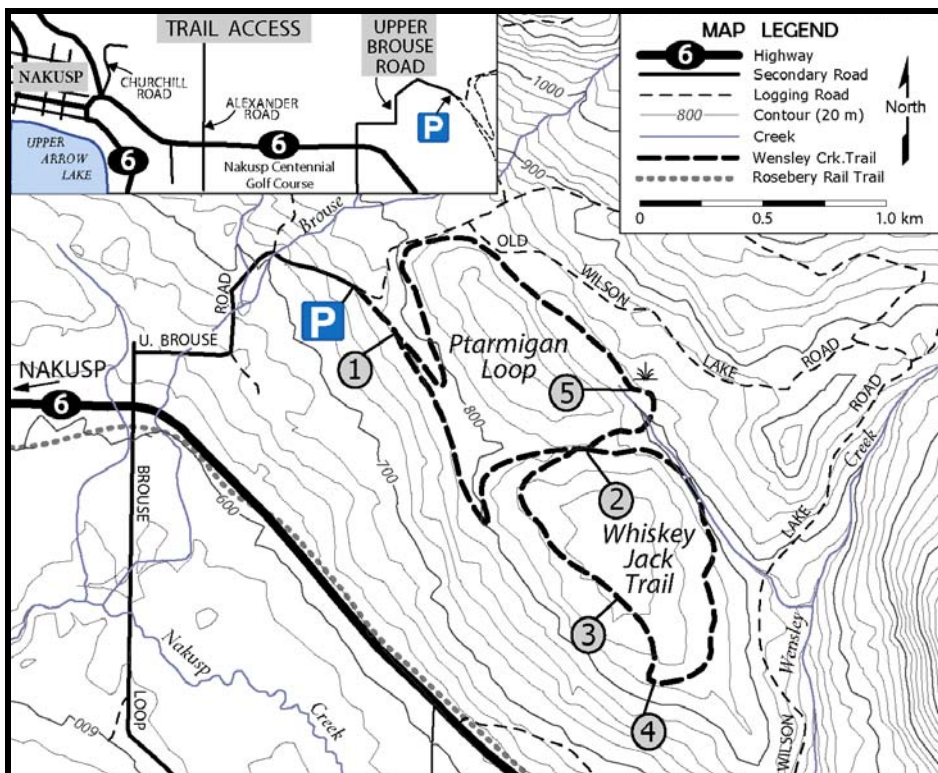 TRAIL ACCESS
UPPER
BROUSE
ROAD
NAKUSP
CHURCHILL
ROAD
ALEXANDER
ROAD
P
UPPER
ARROW
LAKE
6
6
Nakusp Centennial
Golf Course
MAP LEGEND
6
Highway
Secondary Road
Logging Road
800
Contour (20 m)
Creek
Wensley Crk.Trail
Rosebery Rail Trail
0
0.5
1.0 km
North
1000
900
Brouse
OLD
WILSON
LAKE
ROAD
ROAD
U. BROUSE
P
1
Ptarmigan
Loop
5
NAKUSP
6
800
700
600
BROUSE
LOOP
2
Whiskey
Jack
Trail
3
4
LAKE
ROAD
Creek
Wensley
WILSON
Nakusp
Creek
600